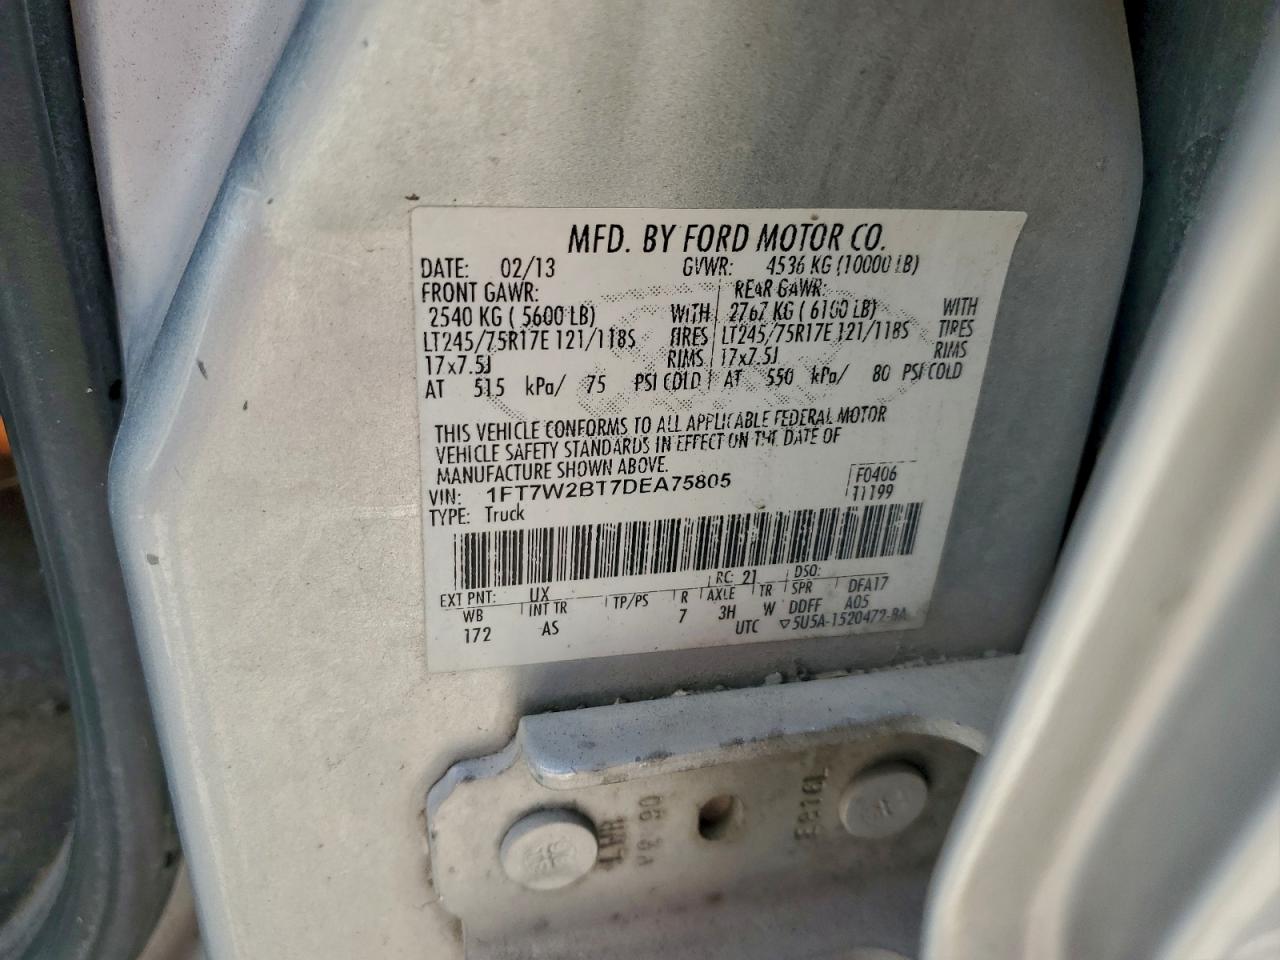 MFD. BY FORD MOTOR CO.
DATE: 02/13 GVWR: 4536 KG (10000 LB)
FRONT GAWR: REAR GAWR:
2540 KG ( 5600 LB) WITH 2767 KG ( 6100 LB) WITH
LT245/75R17E 121/118S TIRES LT245/75R17E 121/118S TIRES
17x7.5J RIMS 17x7.5J RIMS
AT 515 kPa/ 75 PSI COLD AT 550 kPa/ 80 PSI COLD
THIS VEHICLE CONFORMS TO ALL APPLICABLE FEDERAL MOTOR
VEHICLE SAFETY STANDARDS IN EFFECT ON THE DATE OF
MANUFACTURE SHOWN ABOVE.
VIN: 1FT7W2BT7DEA75805 F0406
TYPE: Truck 11199
EXT PNT: UX RC: 21 DSO:
WB INT TR TP/PS R AXLE TR SPR DFA17
172 AS 7 3H W DDFF A05
UTC ▽5U5A-1520472-BA